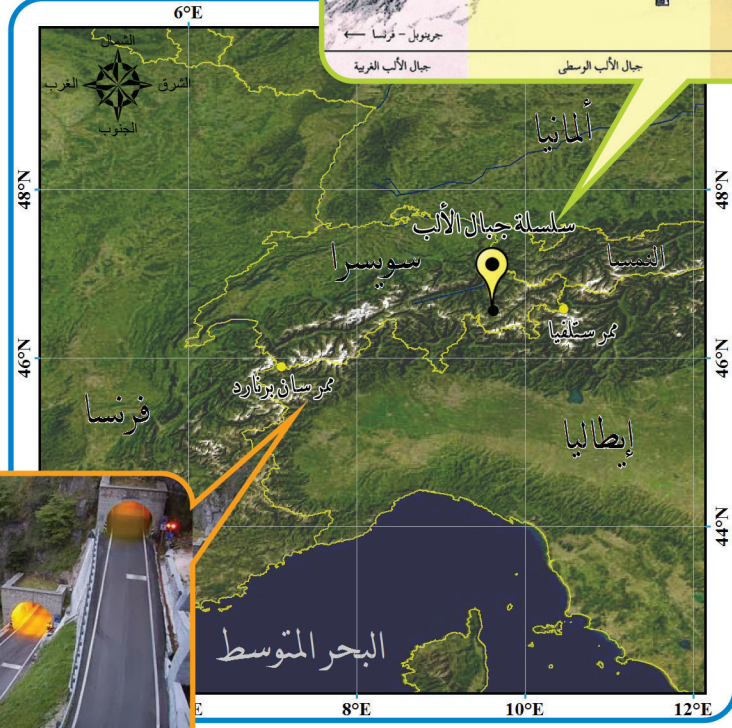 جرينوبل - فرنسا ←
جبال الألب الوسطى
جبال الألب الغربية
6°E
الشمال
الشرق
الغرب
الجنوب
ألمانيا
48°N
48°N
سلسلة جبال الألب
سويسرا
النمسا
ممر ستلفيا
46°N
46°N
ممر سان برنارد
فرنسا
إيطاليا
44°N
البحر المتوسط
E
8°E
10°E
12°E